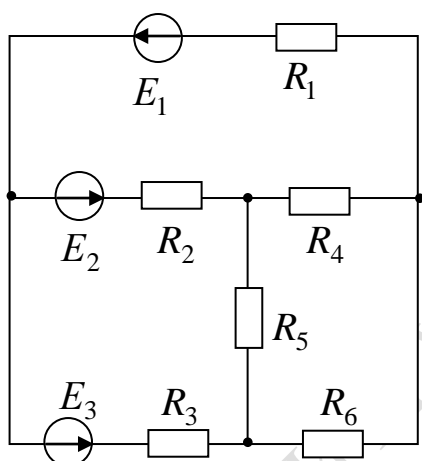 E₁ R₁
E₂ R₂ R₄
R₅
E₃ R₃ R₆